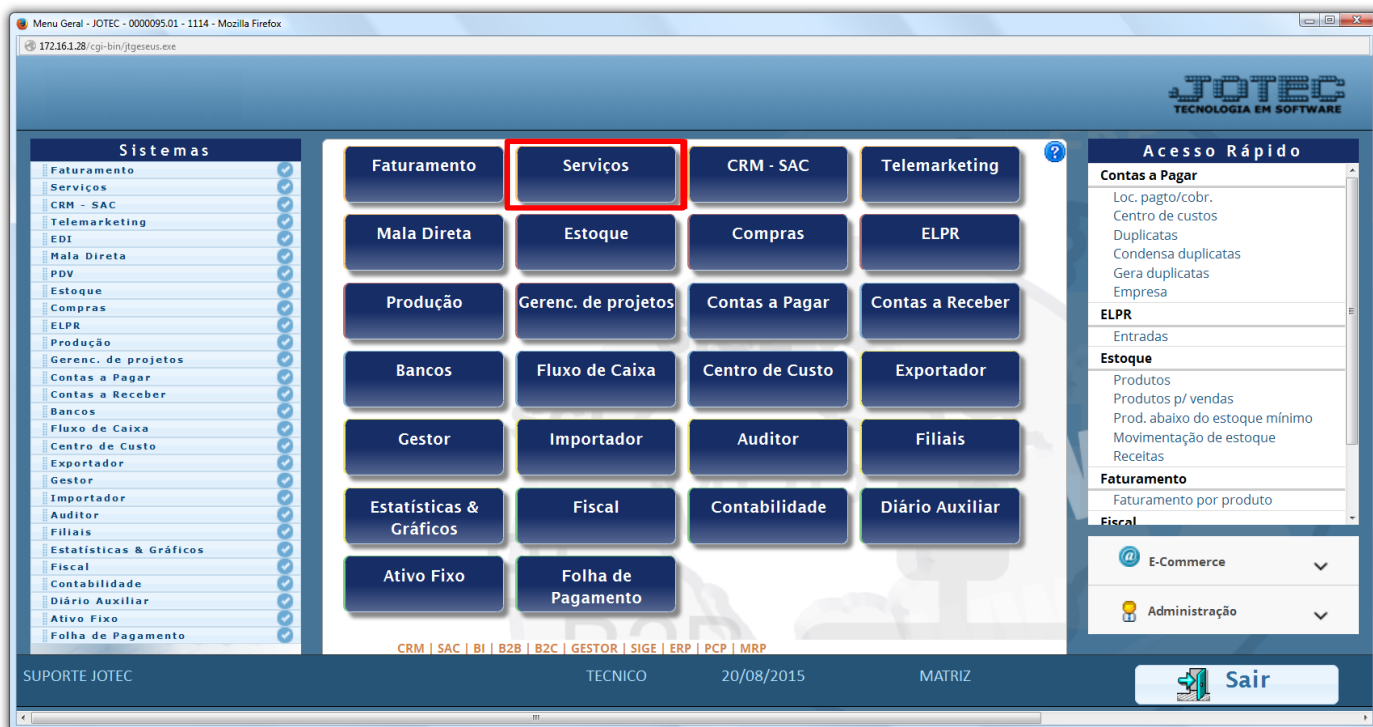 Menu Geral - JOTEC - 0000095.01 - 1114 - Mozilla Firefox
172.16.1.28/cgi-bin/jtgeseus.exe
JOTEC
TECNOLOGIA EM SOFTWARE
Sistemas
Faturamento
Serviços
CRM - SAC
Telemarketing
EDI
Mala Direta
PDV
Estoque
Compras
ELPR
Produção
Gerenc. de projetos
Contas a Pagar
Contas a Receber
Bancos
Fluxo de Caixa
Centro de Custo
Exportador
Gestor
Importador
Auditor
Filiais
Estatísticas & Gráficos
Fiscal
Contabilidade
Diário Auxiliar
Ativo Fixo
Folha de Pagamento
Faturamento
Serviços
CRM - SAC
Telemarketing
Mala Direta
Estoque
Compras
ELPR
Produção
Gerenc. de projetos
Contas a Pagar
Contas a Receber
Bancos
Fluxo de Caixa
Centro de Custo
Exportador
Gestor
Importador
Auditor
Filiais
Estatísticas &
Gráficos
Fiscal
Contabilidade
Diário Auxiliar
Ativo Fixo
Folha de
Pagamento
CRM | SAC | BI | B2B | B2C | GESTOR | SIGE | ERP | PCP | MRP
Acesso Rápido
Contas a Pagar
Loc. pagto/cobr.
Centro de custos
Duplicatas
Condensa duplicatas
Gera duplicatas
Empresa
ELPR
Entradas
Estoque
Produtos
Produtos p/ vendas
Prod. abaixo do estoque mínimo
Movimentação de estoque
Receitas
Faturamento
Faturamento por produto
Fiscal
E-Commerce
Administração
SUPORTE JOTEC
TECNICO
20/08/2015
MATRIZ
Sair